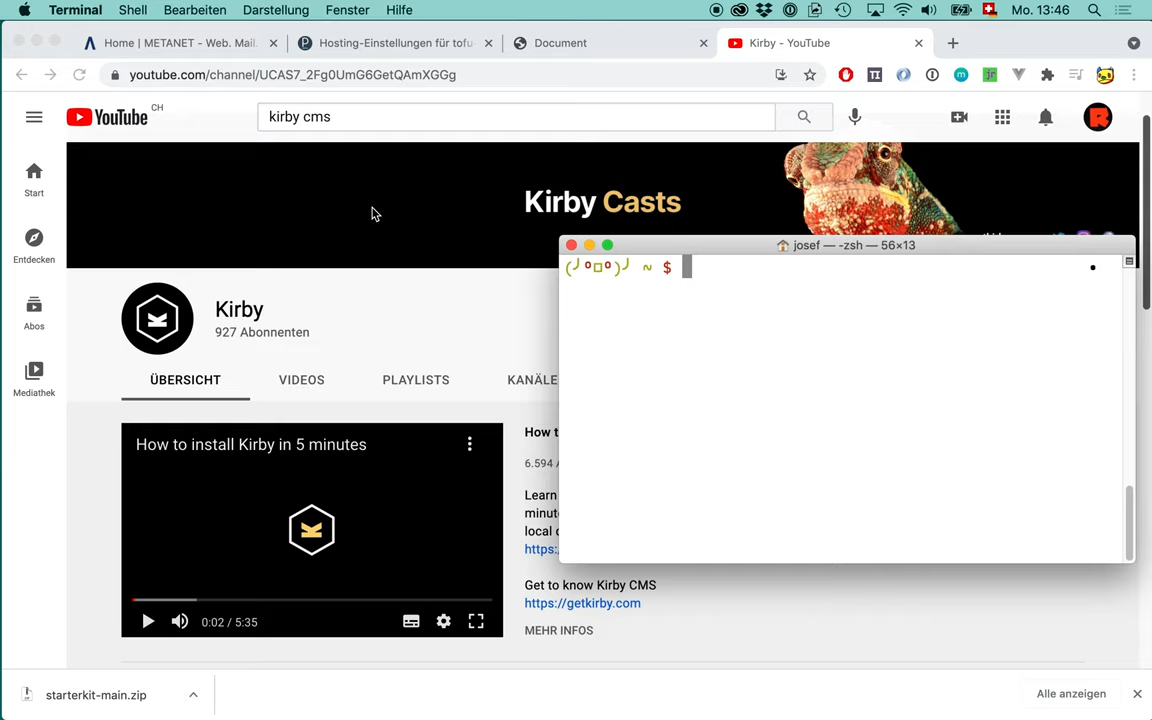 Terminal Shell Bearbeiten Darstellung Fenster Hilfe
Mo. 13:46
Home | METANET - Web. Mail.
Hosting-Einstellungen für tofu
Document
Kirby - YouTube
youtube.com/channel/UCAS7_2Fg0UmG6GetQAmXGGg
YouTube CH
kirby cms
Start
Entdecken
Abos
Mediathek
Kirby Casts
josef — -zsh — 56×13
(╯°□°)╯ ~ $
Kirby
927 Abonnenten
ÜBERSICHT VIDEOS PLAYLISTS KANÄLE
How to install Kirby in 5 minutes
0:02 / 5:35
How t
6.594 A
Learn
minut
local c
https:/
Get to know Kirby CMS
https://getkirby.com
MEHR INFOS
starterkit-main.zip
Alle anzeigen